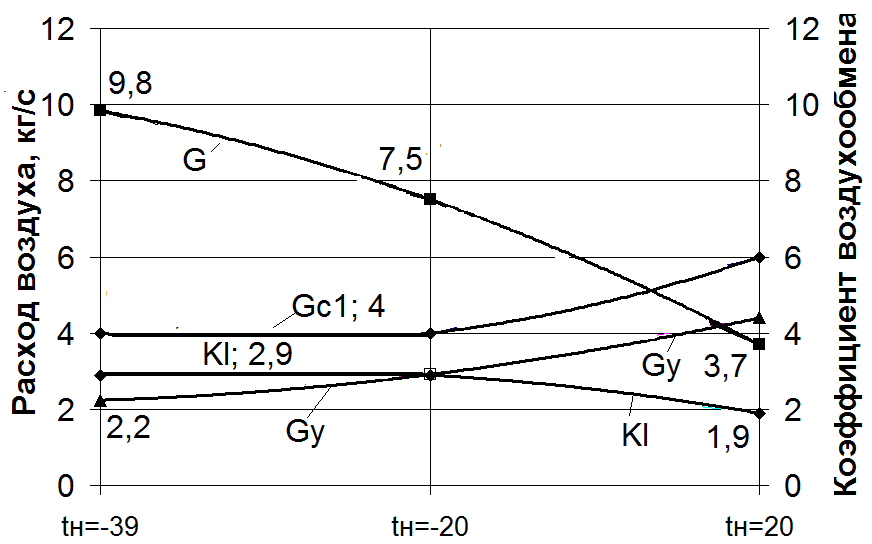 Расход воздуха, кг/с
Коэффициент воздухообмена
12 12
9,8
10 10
G
7,5
8 8
6 6
Gc1; 4
4 4
Kl; 2,9
Gy 3,7
2 2
2,2 Gy Kl 1,9
0 0
tн=-39 tн=-20 tн=20